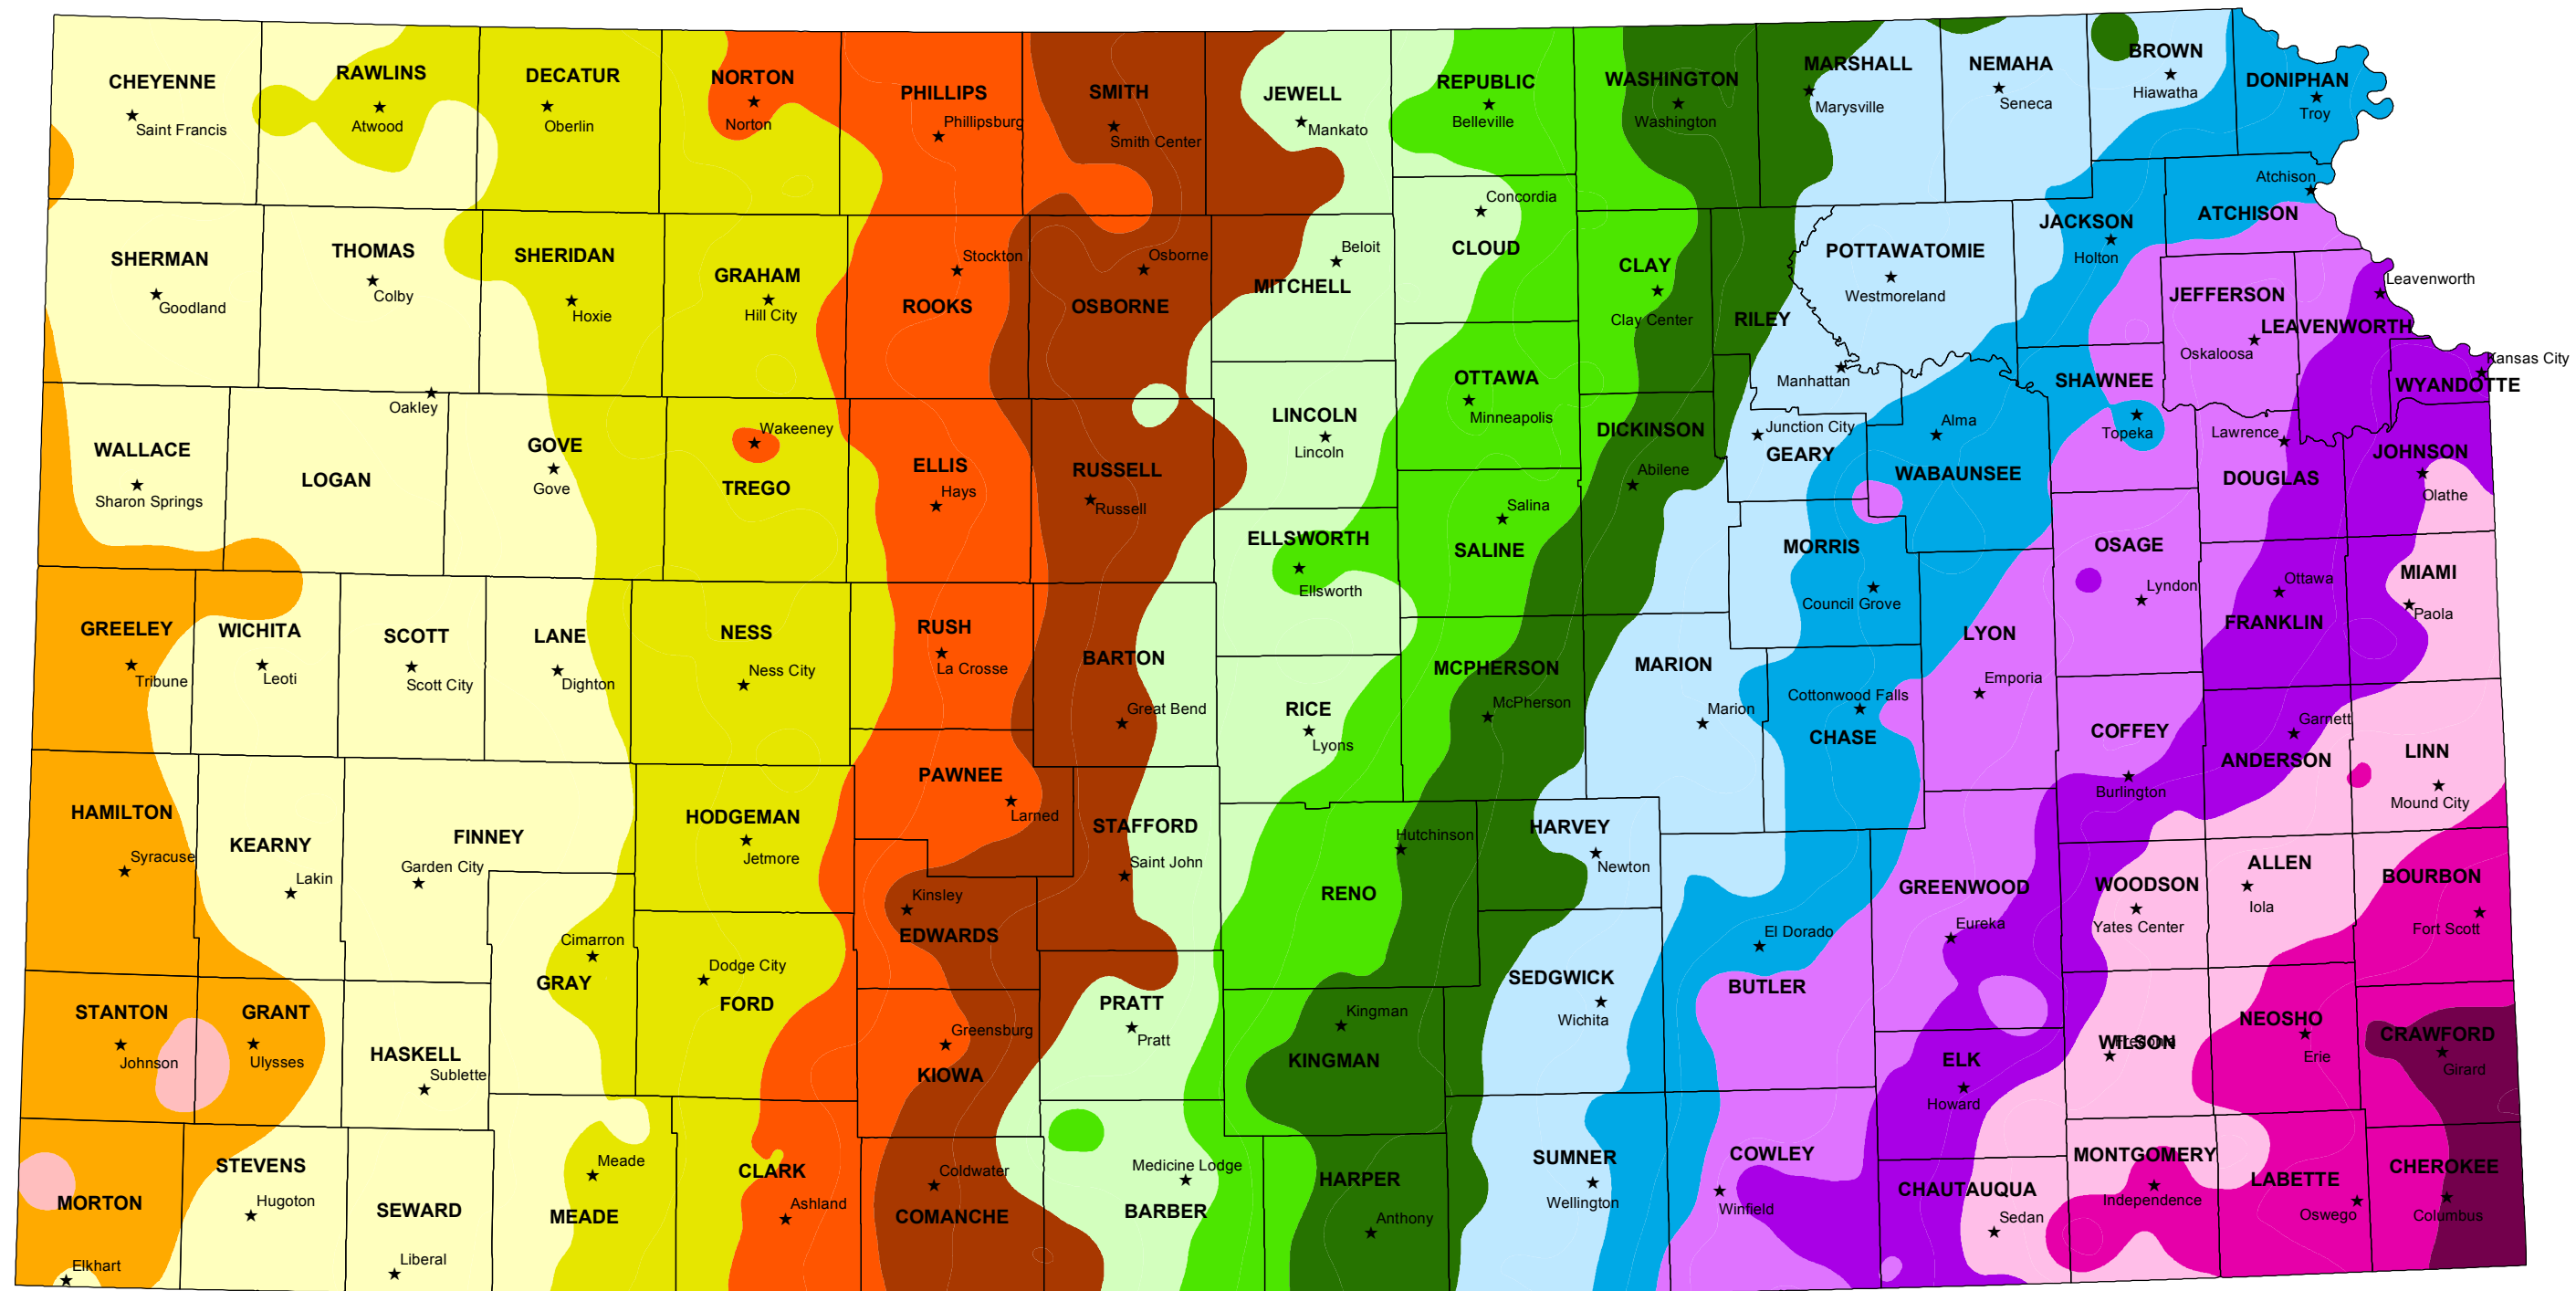 CHEYENNE
Saint Francis
RAWLINS
Atwood
DECATUR
Oberlin
NORTON
Norton
PHILLIPS
Phillipsburg
SMITH
Smith Center
JEWELL
Mankato
REPUBLIC
Belleville
WASHINGTON
Washington
MARSHALL
Marysville
NEMAHA
Seneca
BROWN
Hiawatha
DONIPHAN
Troy
Atchison
ATCHISON
SHERMAN
Goodland
THOMAS
Colby
SHERIDAN
Hoxie
GRAHAM
Hill City
Stockton
ROOKS
Osborne
OSBORNE
Beloit
MITCHELL
Concordia
CLOUD
CLAY
Clay Center
RILEY
Manhattan
POTTAWATOMIE
Westmoreland
JACKSON
Holton
JEFFERSON
Oskaloosa
Leavenworth
LEAVENWORTH
Kansas City
WYANDOTTE
Oakley
WALLACE
Sharon Springs
LOGAN
GOVE
Gove
Wakeeney
TREGO
ELLIS
Hays
RUSSELL
Russell
LINCOLN
Lincoln
OTTAWA
Minneapolis
DICKINSON
Abilene
Junction City
GEARY
Alma
WABAUNSEE
SHAWNEE
Topeka
Lawrence
DOUGLAS
JOHNSON
Olathe
ELLSWORTH
Ellsworth
Salina
SALINE
MORRIS
Council Grove
OSAGE
Lyndon
Ottawa
FRANKLIN
MIAMI
Paola
GREELEY
Tribune
WICHITA
Leoti
SCOTT
Scott City
LANE
Dighton
NESS
Ness City
RUSH
La Crosse
BARTON
Great Bend
RICE
Lyons
MCPHERSON
McPherson
MARION
Marion
Cottonwood Falls
CHASE
LYON
Emporia
COFFEY
Burlington
Garnett
ANDERSON
LINN
Mound City
HAMILTON
Syracuse
KEARNY
Lakin
FINNEY
Garden City
HODGEMAN
Jetmore
PAWNEE
Larned
STAFFORD
Saint John
Hutchinson
RENO
HARVEY
Newton
El Dorado
BUTLER
GREENWOOD
Eureka
WOODSON
Yates Center
ALLEN
Iola
BOURBON
Fort Scott
Cimarron
GRAY
Dodge City
FORD
Kinsley
EDWARDS
STANTON
Johnson
GRANT
Ulysses
HASKELL
Sublette
Greensburg
KIOWA
PRATT
Pratt
Kingman
KINGMAN
SEDGWICK
Wichita
ELK
Howard
WILSON
Fredonia
NEOSHO
Erie
CRAWFORD
Girard
MORTON
Elkhart
STEVENS
Hugoton
SEWARD
Liberal
Meade
MEADE
CLARK
Ashland
Coldwater
COMANCHE
Medicine Lodge
BARBER
HARPER
Anthony
SUMNER
Wellington
COWLEY
Winfield
CHAUTAUQUA
Sedan
MONTGOMERY
Independence
LABETTE
Oswego
CHEROKEE
Columbus